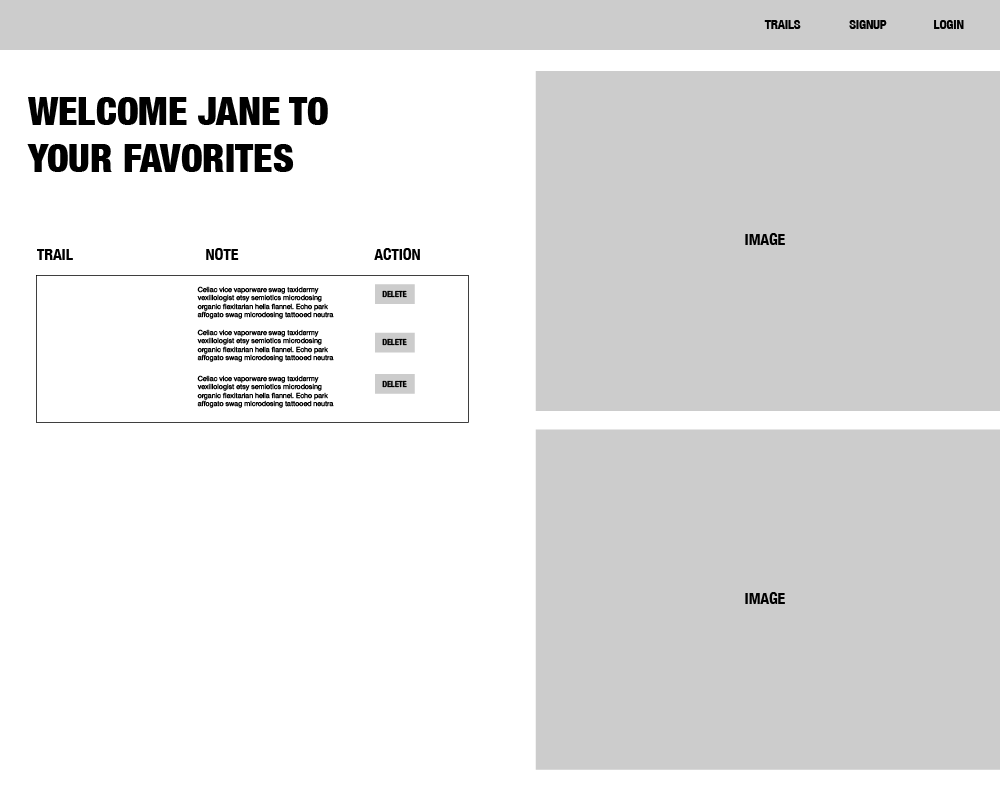 TRAILS SIGNUP LOGIN
WELCOME JANE TO
YOUR FAVORITES
TRAIL NOTE ACTION
Celiac vice vaporware swag taxidermy
vexillologist etsy semiotics microdosing
organic flexitarian hella flannel. Echo park
affogato swag microdosing tattooed neutra
DELETE
Celiac vice vaporware swag taxidermy
vexillologist etsy semiotics microdosing
organic flexitarian hella flannel. Echo park
affogato swag microdosing tattooed neutra
DELETE
Celiac vice vaporware swag taxidermy
vexillologist etsy semiotics microdosing
organic flexitarian hella flannel. Echo park
affogato swag microdosing tattooed neutra
DELETE
IMAGE
IMAGE